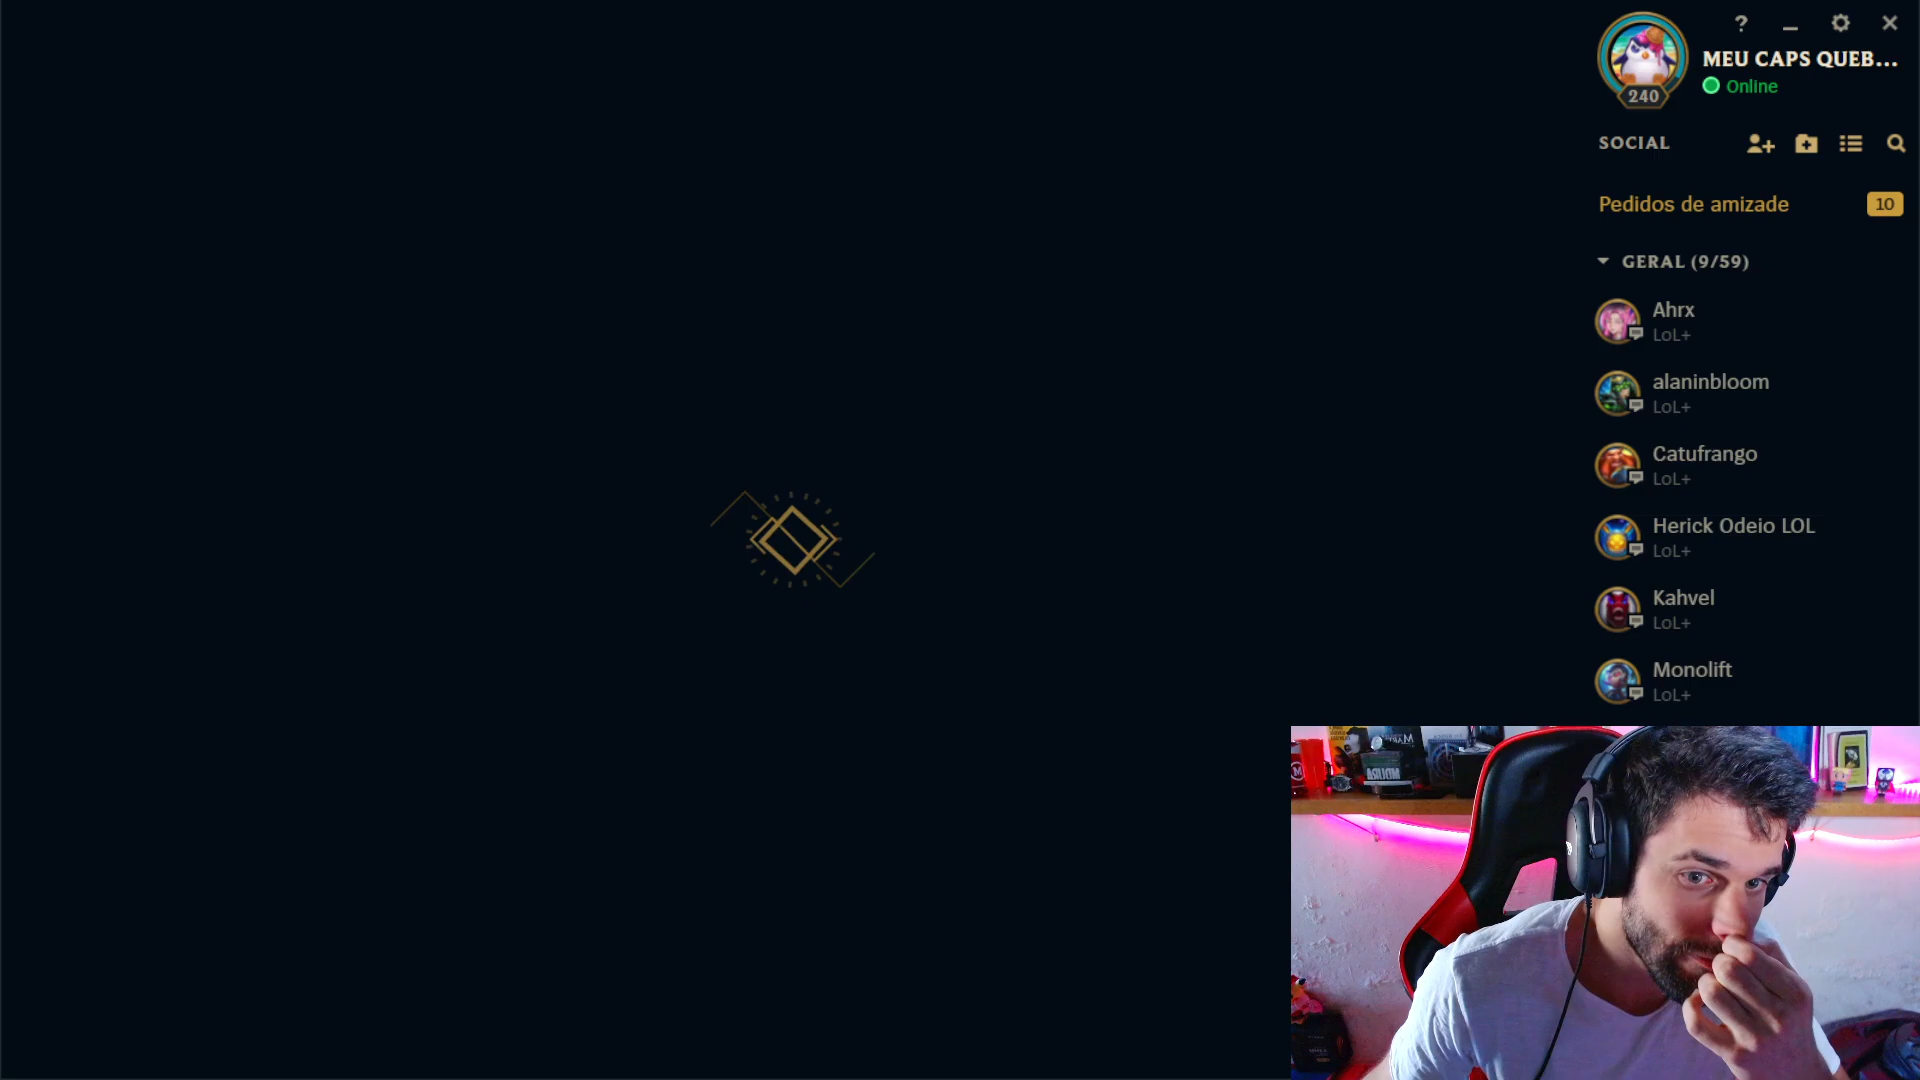 ?
MEU CAPS QUEB...
Online
240
SOCIAL
Pedidos de amizade
10
GERAL (9/59)
Ahrx
LoL+
alaninbloom
LoL+
Catufrango
LoL+
Herick Odeio LOL
LoL+
Kahvel
LoL+
Monolift
LoL+